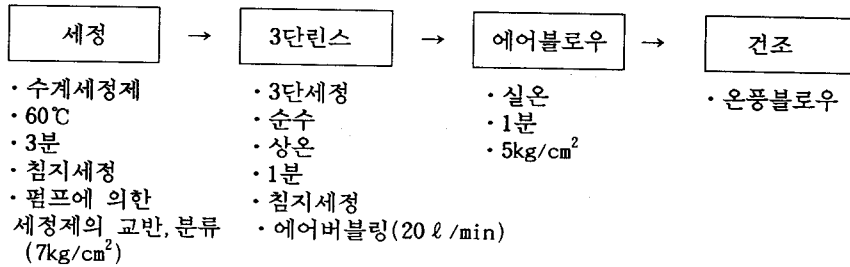 세정 → 3단린스 → 에어블로우 → 건조
· 수계세정제
· 60℃
· 3분
· 침지세정
· 펌프에 의한
세정제의 교반, 분류
(7kg/cm²)
· 3단세정
· 순수
· 상온
· 1분
· 침지세정
· 에어버블링(20ℓ/min)
· 실온
· 1분
· 5kg/cm²
· 온풍블로우